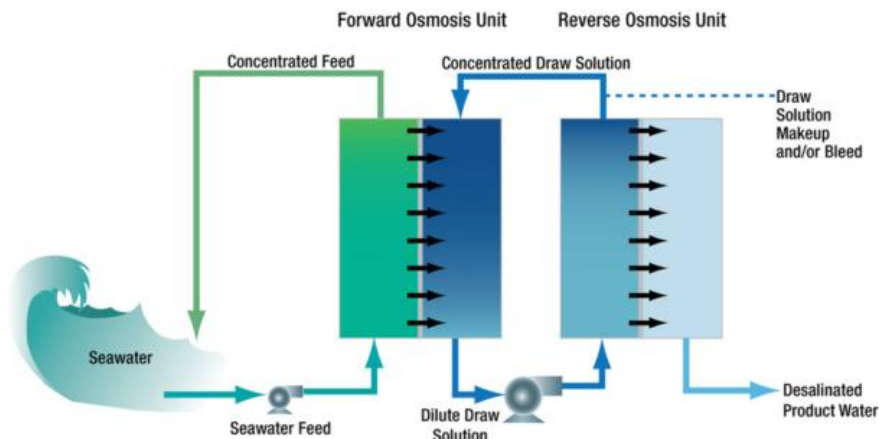 Forward Osmosis Unit
Reverse Osmosis Unit
Concentrated Feed
Concentrated Draw Solution
Draw
Solution
Makeup
and/or Bleed
Seawater
Seawater Feed
Dilute Draw
Solution
Desalinated
Product Water